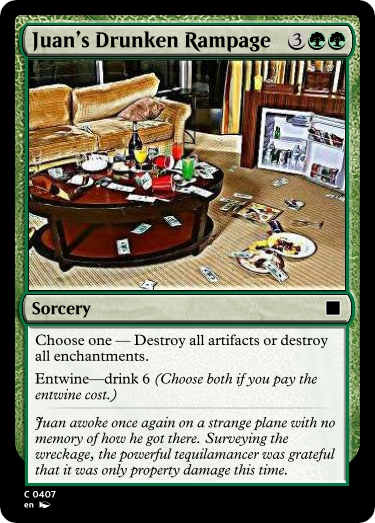 Juan's Drunken Rampage 3
Sorcery
Choose one — Destroy all artifacts or destroy
all enchantments.
Entwine—drink 6 (Choose both if you pay the
entwine cost.)
Juan awoke once again on a strange plane with no
memory of how he got there. Surveying the
wreckage, the powerful tequilamancer was grateful
that it was only property damage this time.
C 0407
en